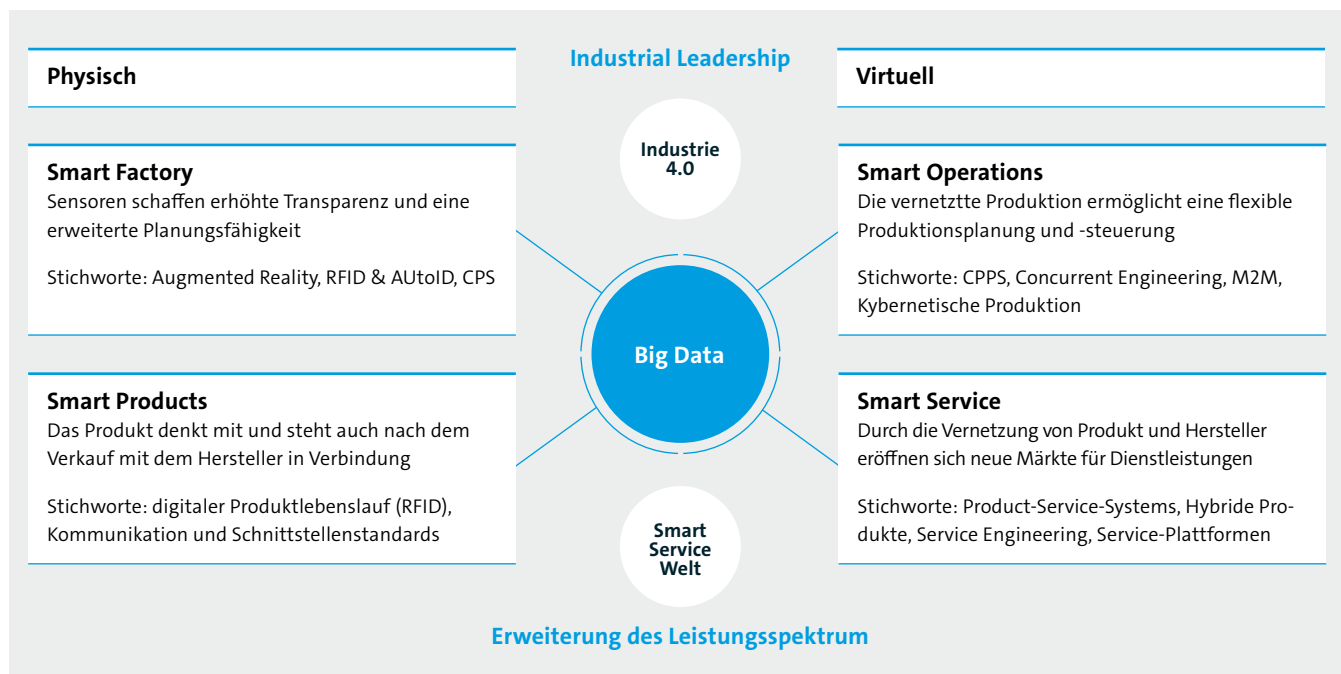 Industrial Leadership
Physisch
Virtuell
Industrie
4.0
Smart Factory
Sensoren schaffen erhöhte Transparenz und eine
erweiterte Planungsfähigkeit
Stichworte: Augmented Reality, RFID & AUtoID, CPS
Smart Operations
Die vernetztte Produktion ermöglicht eine flexible
Produktionsplanung und -steuerung
Stichworte: CPPS, Concurrent Engineering, M2M,
Kybernetische Produktion
Big Data
Smart Products
Das Produkt denkt mit und steht auch nach dem
Verkauf mit dem Hersteller in Verbindung
Stichworte: digitaler Produktlebenslauf (RFID),
Kommunikation und Schnittstellenstandards
Smart Service
Durch die Vernetzung von Produkt und Hersteller
eröffnen sich neue Märkte für Dienstleistungen
Stichworte: Product-Service-Systems, Hybride Pro-
dukte, Service Engineering, Service-Plattformen
Smart
Service
Welt
Erweiterung des Leistungsspektrum